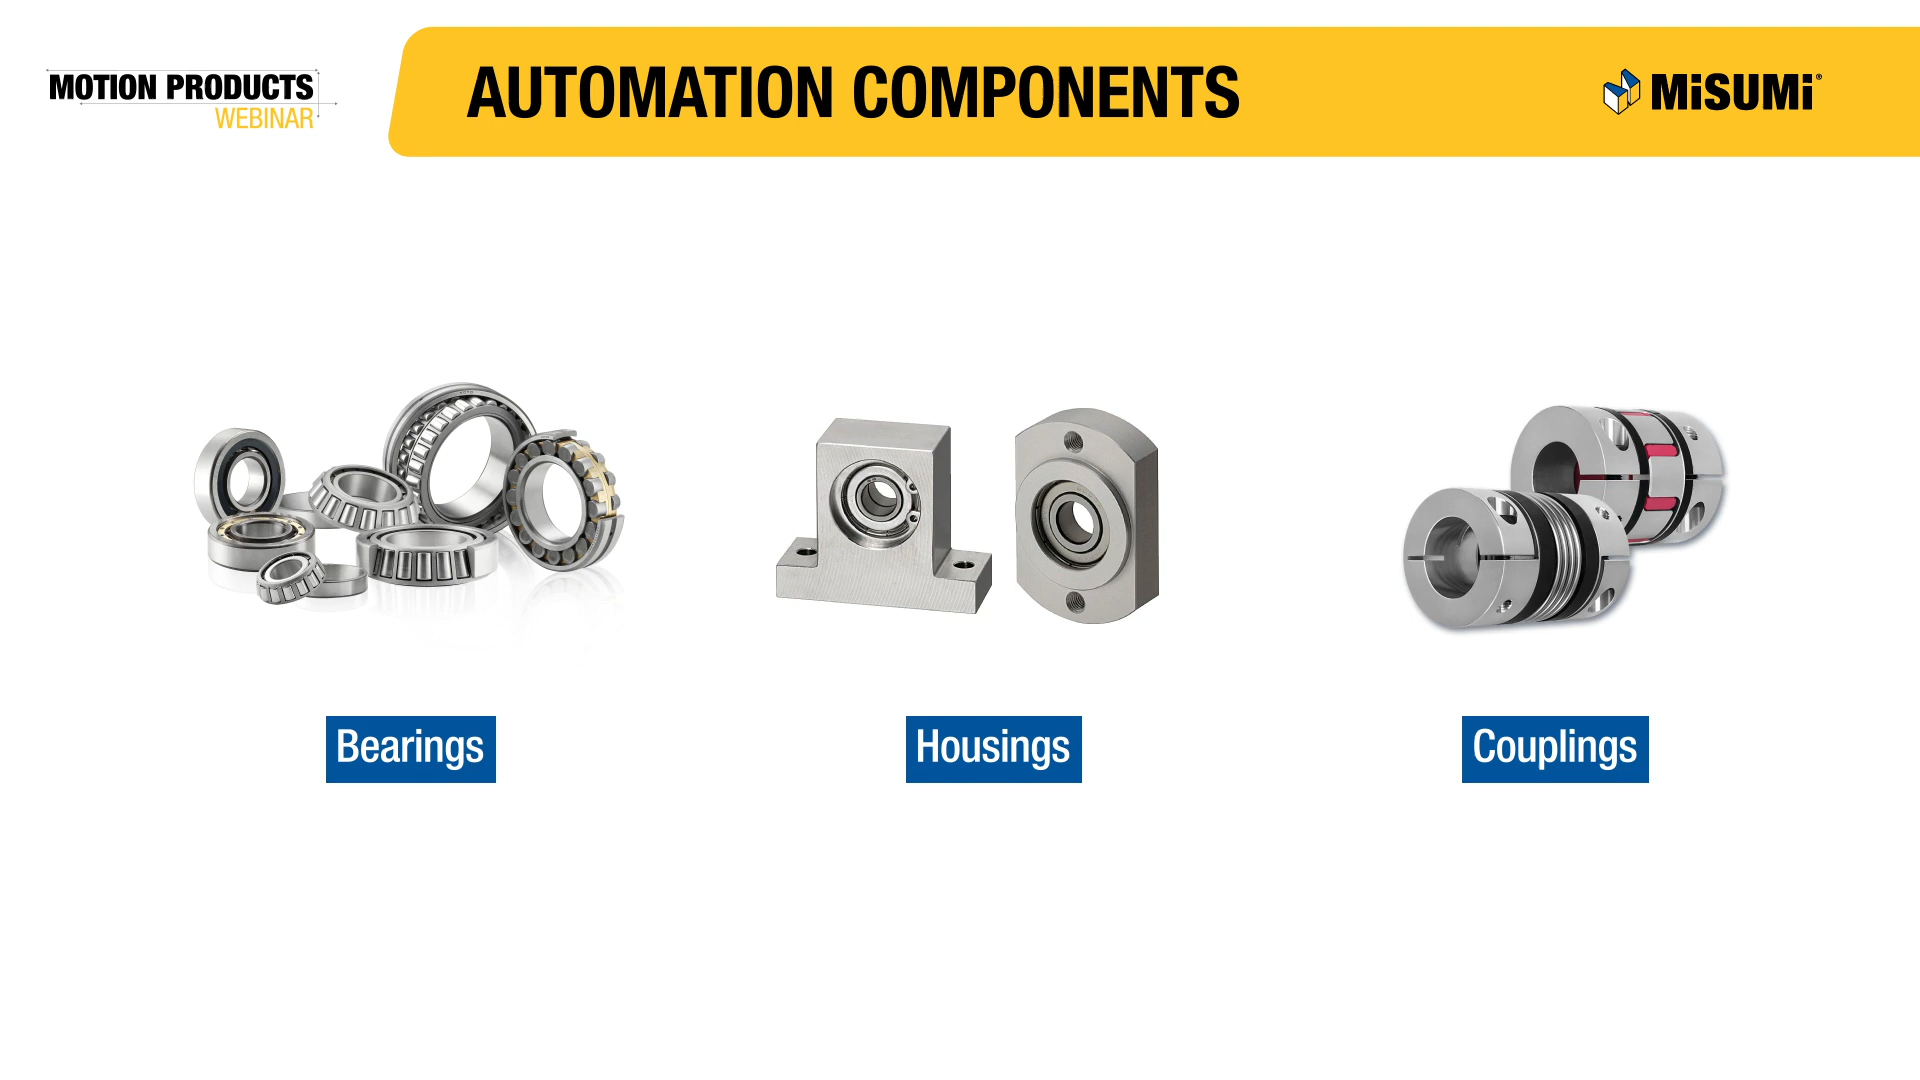 MOTION PRODUCTS
WEBINAR
AUTOMATION COMPONENTS
MiSUMi®
Bearings
Housings
Couplings